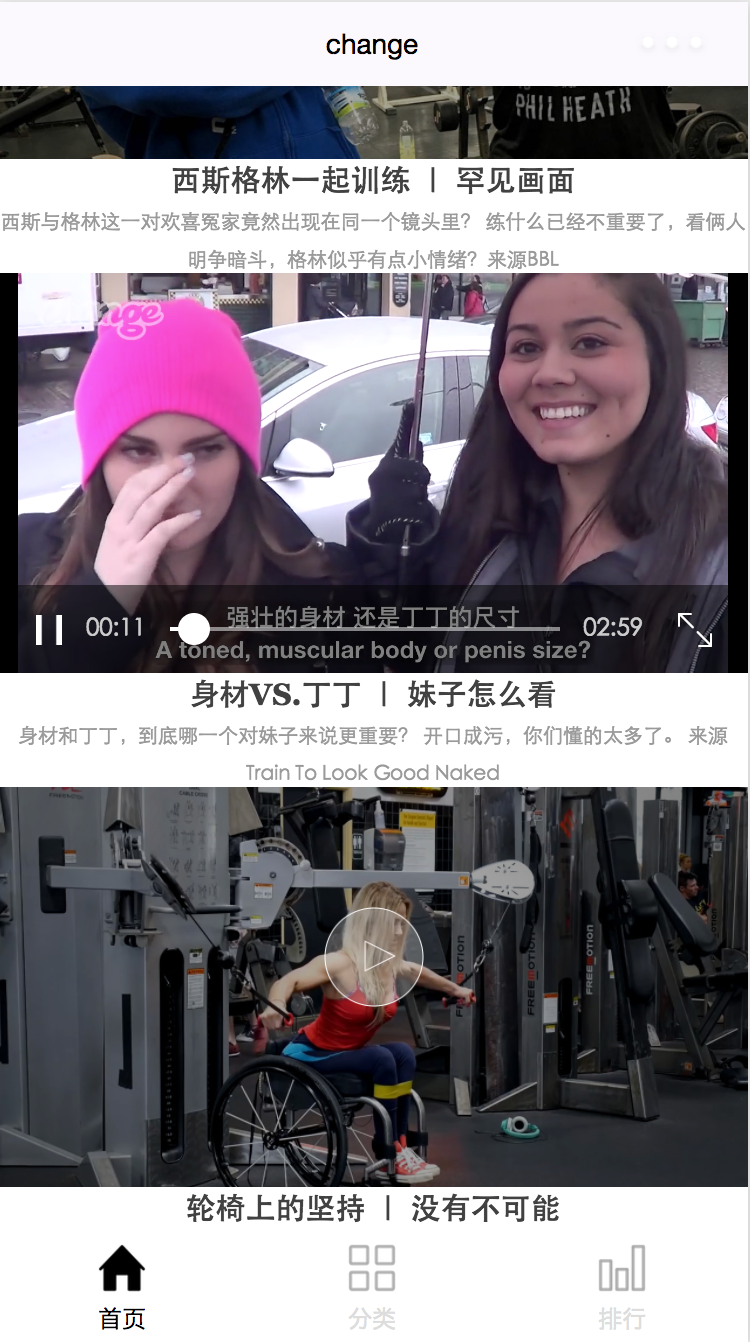 change
PHIL HEATH
西斯格林一起训练 | 罕见画面
西斯与格林这一对欢喜冤家竟然出现在同一个镜头里？ 练什么已经不重要了，看俩人
明争暗斗，格林似乎有点小情绪？来源BBL
00:11
强壮的身材 还是丁丁的尺寸
02:59
A toned, muscular body or penis size?
身材VS.丁丁 | 妹子怎么看
身材和丁丁，到底哪一个对妹子来说更重要？ 开口成污，你们懂的太多了。来源
Train To Look Good Naked
FREEMOTION
FREEMOTION
FREEMOTION
轮椅上的坚持 | 没有不可能
首页
分类
排行